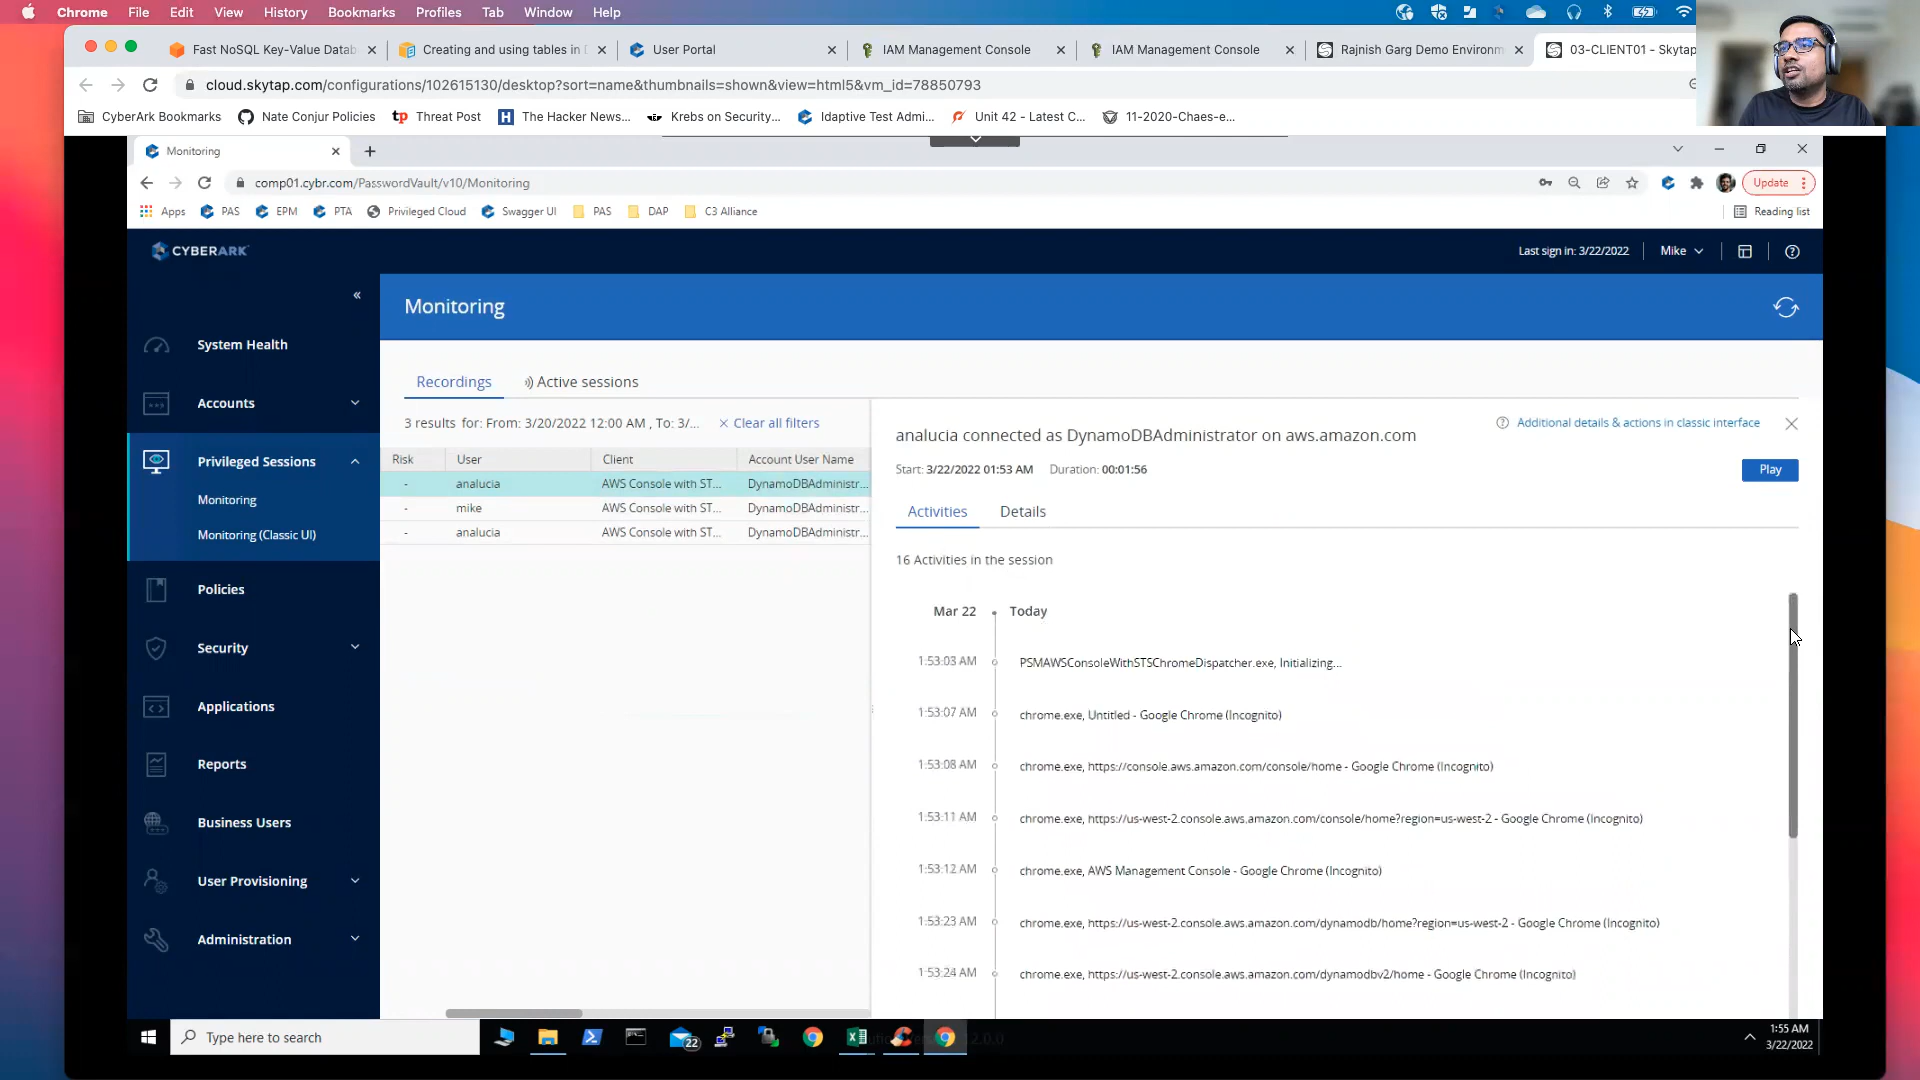 Chrome File Edit View History Bookmarks Profiles Tab Window Help
Fast NoSQL Key-Value Datab
Creating and using tables in D
User Portal
IAM Management Console
IAM Management Console
Rajnish Garg Demo Environm
03-CLIENT01 - Skytap
cloud.skytap.com/configurations/102615130/desktop?sort=name&thumbnails=shown&view=html5&vm_id=78850793
CyberArk Bookmarks
Nate Conjur Policies
tp Threat Post
H The Hacker News...
Krebs on Security...
Idaptive Test Admi...
Unit 42 - Latest C...
11-2020-Chaes-e...
Monitoring
comp01.cybr.com/PasswordVault/v10/Monitoring
Update
Apps PAS EPM PTA Privileged Cloud Swagger UI PAS DAP C3 Alliance
Reading list
CYBERARK
Last sign in: 3/22/2022
Mike
Monitoring
System Health
Accounts
Privileged Sessions
Monitoring
Monitoring (Classic UI)
Policies
Security
Applications
Reports
Business Users
User Provisioning
Administration
Recordings
Active sessions
3 results for: From: 3/20/2022 12:00 AM , To: 3/...
Clear all filters
Risk User Client Account User Name
- analucia AWS Console with ST... DynamoDBAdministr...
- mike AWS Console with ST... DynamoDBAdministr...
- analucia AWS Console with ST... DynamoDBAdministr...
Additional details & actions in classic interface
analucia connected as DynamoDBAdministrator on aws.amazon.com
Start: 3/22/2022 01:53 AM Duration: 00:01:56
Play
Activities Details
16 Activities in the session
Mar 22 Today
1:53:03 AM PSMAWSConsoleWithSTSChromeDispatcher.exe, Initializing...
1:53:07 AM chrome.exe, Untitled - Google Chrome (Incognito)
1:53:08 AM chrome.exe, https://console.aws.amazon.com/console/home - Google Chrome (Incognito)
1:53:11 AM chrome.exe, https://us-west-2.console.aws.amazon.com/console/home?region=us-west-2 - Google Chrome (Incognito)
1:53:12 AM chrome.exe, AWS Management Console - Google Chrome (Incognito)
1:53:23 AM chrome.exe, https://us-west-2.console.aws.amazon.com/dynamodb/home?region=us-west-2 - Google Chrome (Incognito)
1:53:24 AM chrome.exe, https://us-west-2.console.aws.amazon.com/dynamodbv2/home - Google Chrome (Incognito)
Type here to search
22
1:55 AM
3/22/2022